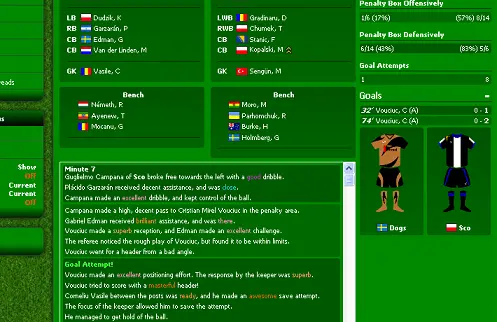 reads
s
Show
Off
Current
Current
Off
LB Dudzik, K
RB Garzarán, P
CB Edman, G
CB Van der Linden, M
GK Vasile, C
LWB Gradinaru, D
RWB Chumek, T
CB Stanic, F
CB Kopalski, M
GK Sengün, M
Bench
Németh, R
Ayenew, T
Mocanu, G
Bench
Moro, M
Parhomchuk, R
Burke, H
Holmberg, G
Minute 7
Guglielmo Campana of Sco broke free towards the left with a good dribble.
Plácido Garzarán received decent assistance, and was close.
Campana made an excellent dribble, and kept control of the ball.
Campana made a high, decent pass to Cristian Mirel Vouciuc in the penalty area.
Gabriel Edman received brilliant assistance, and was there.
Vouciuc made a superb reception, and Edman made an excellent challenge.
The referee noticed the rough play of Vouciuc, but found it to be within limits.
Vouciuc went for a header from a bad angle.
Goal Attempt!
Vouciuc made an excellent positioning effort. The response by the keeper was superb.
Vouciuc tried to score with a masterful header!
Corneliu Vasile between the posts was ready, and he made an awesome save attempt.
The focus of the keeper allowed him to save the attempt.
He managed to get hold of the ball.
Penalty Box Offensively
1/6 (17%) (57%) 8/14
Penalty Box Defensively
6/14 (43%) (83%) 5/6
Goal Attempts
1 8
Goals
32' Vouciuc, C (A) 0 - 1
74' Vouciuc, C (A) 0 - 2
Dogs
Sco